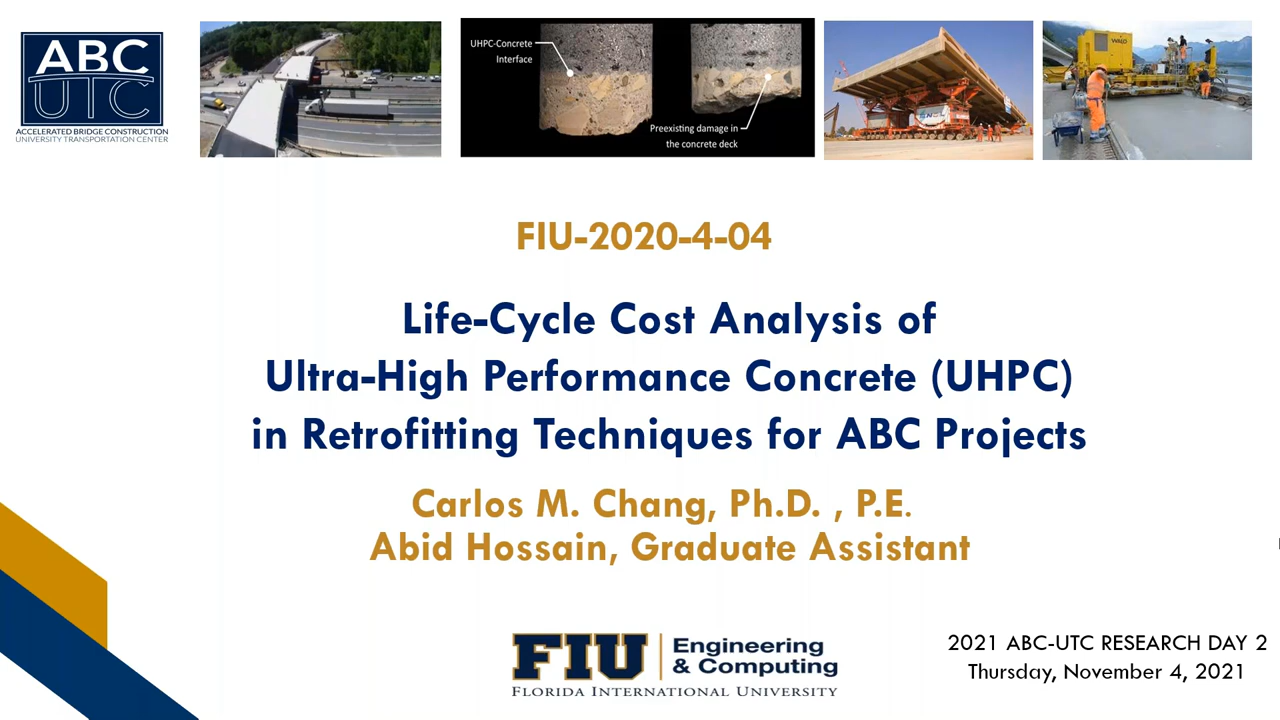 ABC
UTC
ACCELERATED BRIDGE CONSTRUCTION
UNIVERSITY TRANSPORTATION CENTER
UHPC-Concrete
Interface
Preexisting damage in
the concrete deck
WALO
FIU-2020-4-04
Life-Cycle Cost Analysis of
Ultra-High Performance Concrete (UHPC)
in Retrofitting Techniques for ABC Projects
Carlos M. Chang, Ph.D. , P.E.
Abid Hossain, Graduate Assistant
FIU
Engineering
& Computing
FLORIDA INTERNATIONAL UNIVERSITY
2021 ABC-UTC RESEARCH DAY 2
Thursday, November 4, 2021